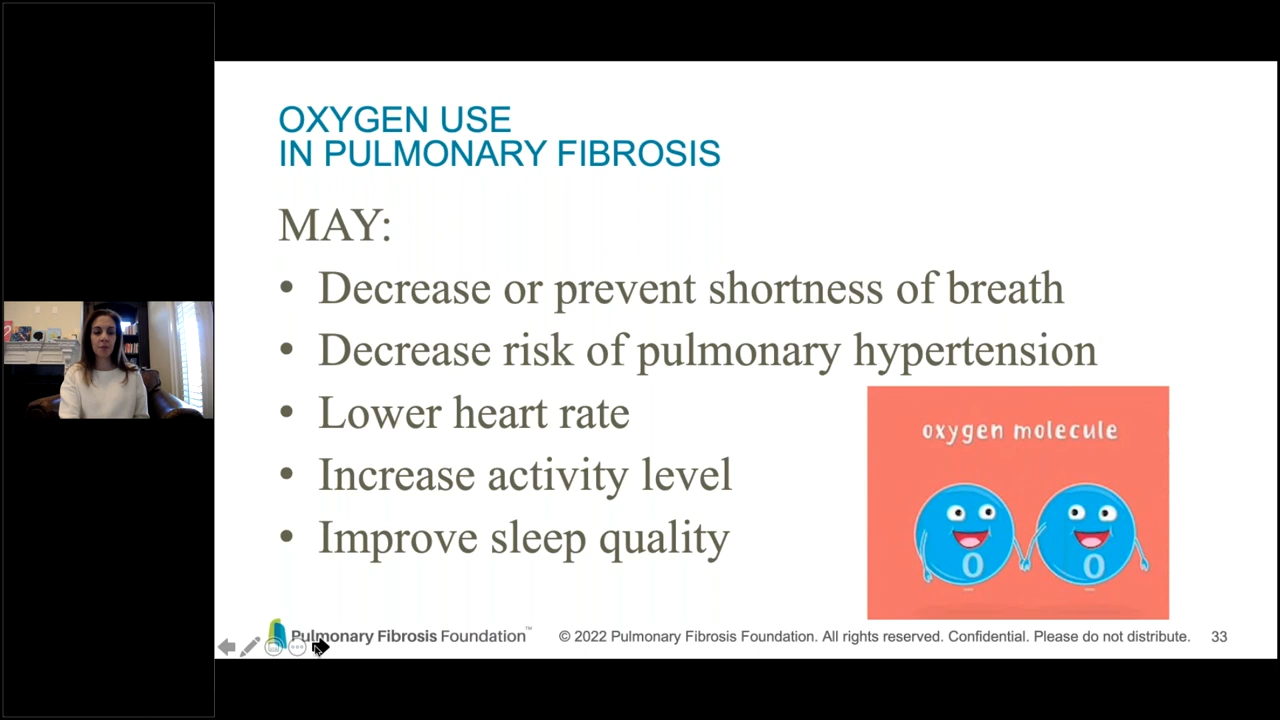 OXYGEN USE
IN PULMONARY FIBROSIS
MAY:
• Decrease or prevent shortness of breath
• Decrease risk of pulmonary hypertension
• Lower heart rate
• Increase activity level
• Improve sleep quality
oxygen molecule
O O
Pulmonary Fibrosis Foundation™ © 2022 Pulmonary Fibrosis Foundation. All rights reserved. Confidential. Please do not distribute. 33